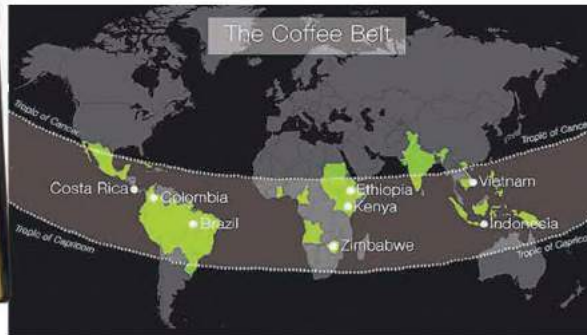 The Coffee Belt
Tropic of Cancer
Tropic of Cancer
Costa Rica
Colombia
Ethiopia
Vietnam
Kenya
Brazil
Indonesia
Zimbabwe
Tropic of Capricorn
Tropic of Capricorn